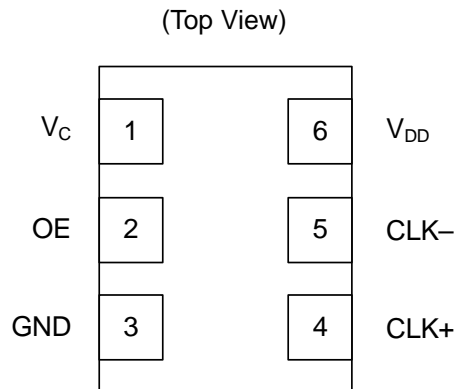 (Top View)
V_C 1 6 V_DD
OE 2 5 CLK–
GND 3 4 CLK+